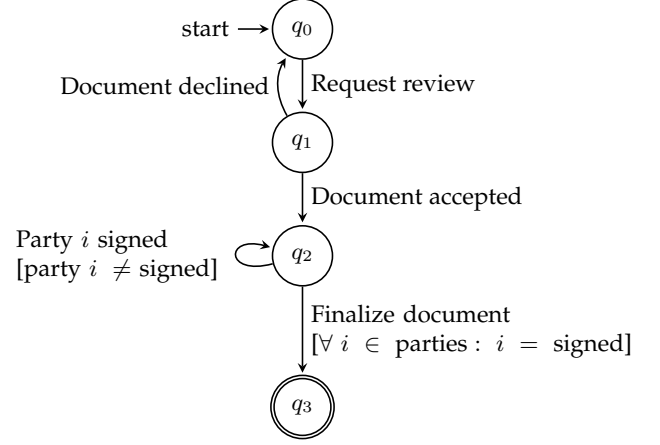 start
q0
Document declined
Request review
q1
Document accepted
Party i signed
[party i ≠ signed]
q2
Finalize document
[∀ i ∈ parties : i = signed]
q3